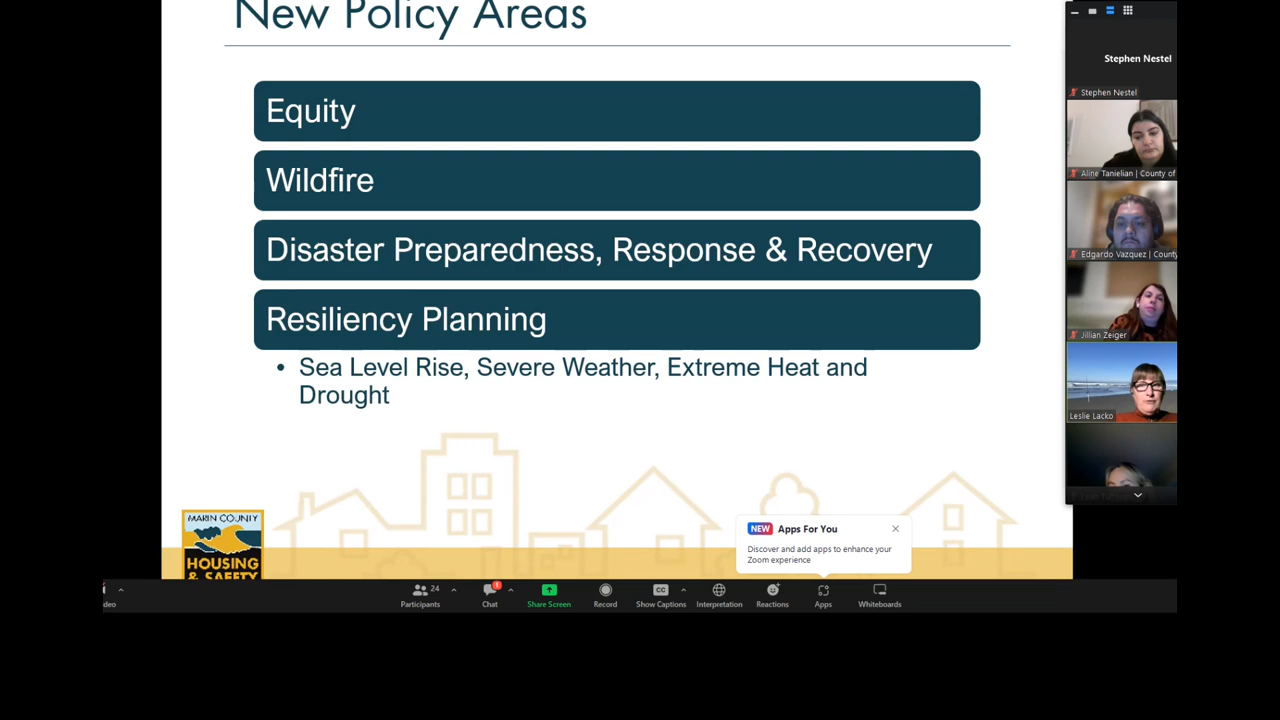 New Policy Areas
Equity
Wildfire
Disaster Preparedness, Response & Recovery
Resiliency Planning
• Sea Level Rise, Severe Weather, Extreme Heat and
Drought
MARIN COUNTY
HOUSING
& SAFETY
Stephen Nestel
Stephen Nestel
Aline Tanielian | County of
Edgardo Vazquez | County
Jillian Zeiger
Leslie Lacko
NEW Apps For You
Discover and add apps to enhance your
Zoom experience
deo
24
Participants
1
Chat
Share Screen
Record
CC
Show Captions
Interpretation
Reactions
Apps
Whiteboards